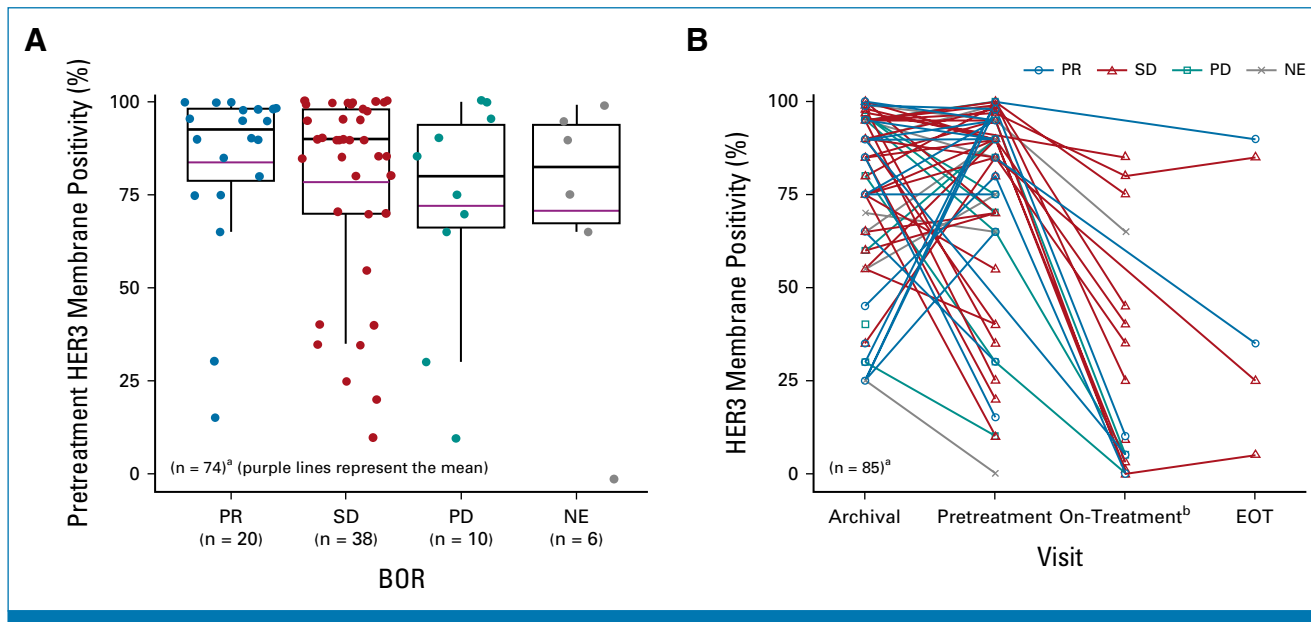 A
Pretreatment HER3 Membrane Positivity (%)
100
75
50
25
0
(n = 74)a (purple lines represent the mean)
PR
(n = 20)
SD
(n = 38)
PD
(n = 10)
NE
(n = 6)
BOR
B
PR
SD
PD
NE
HER3 Membrane Positivity (%)
100
75
50
25
0
(n = 85)a
Archival
Pretreatment
On-Treatmentb
EOT
Visit